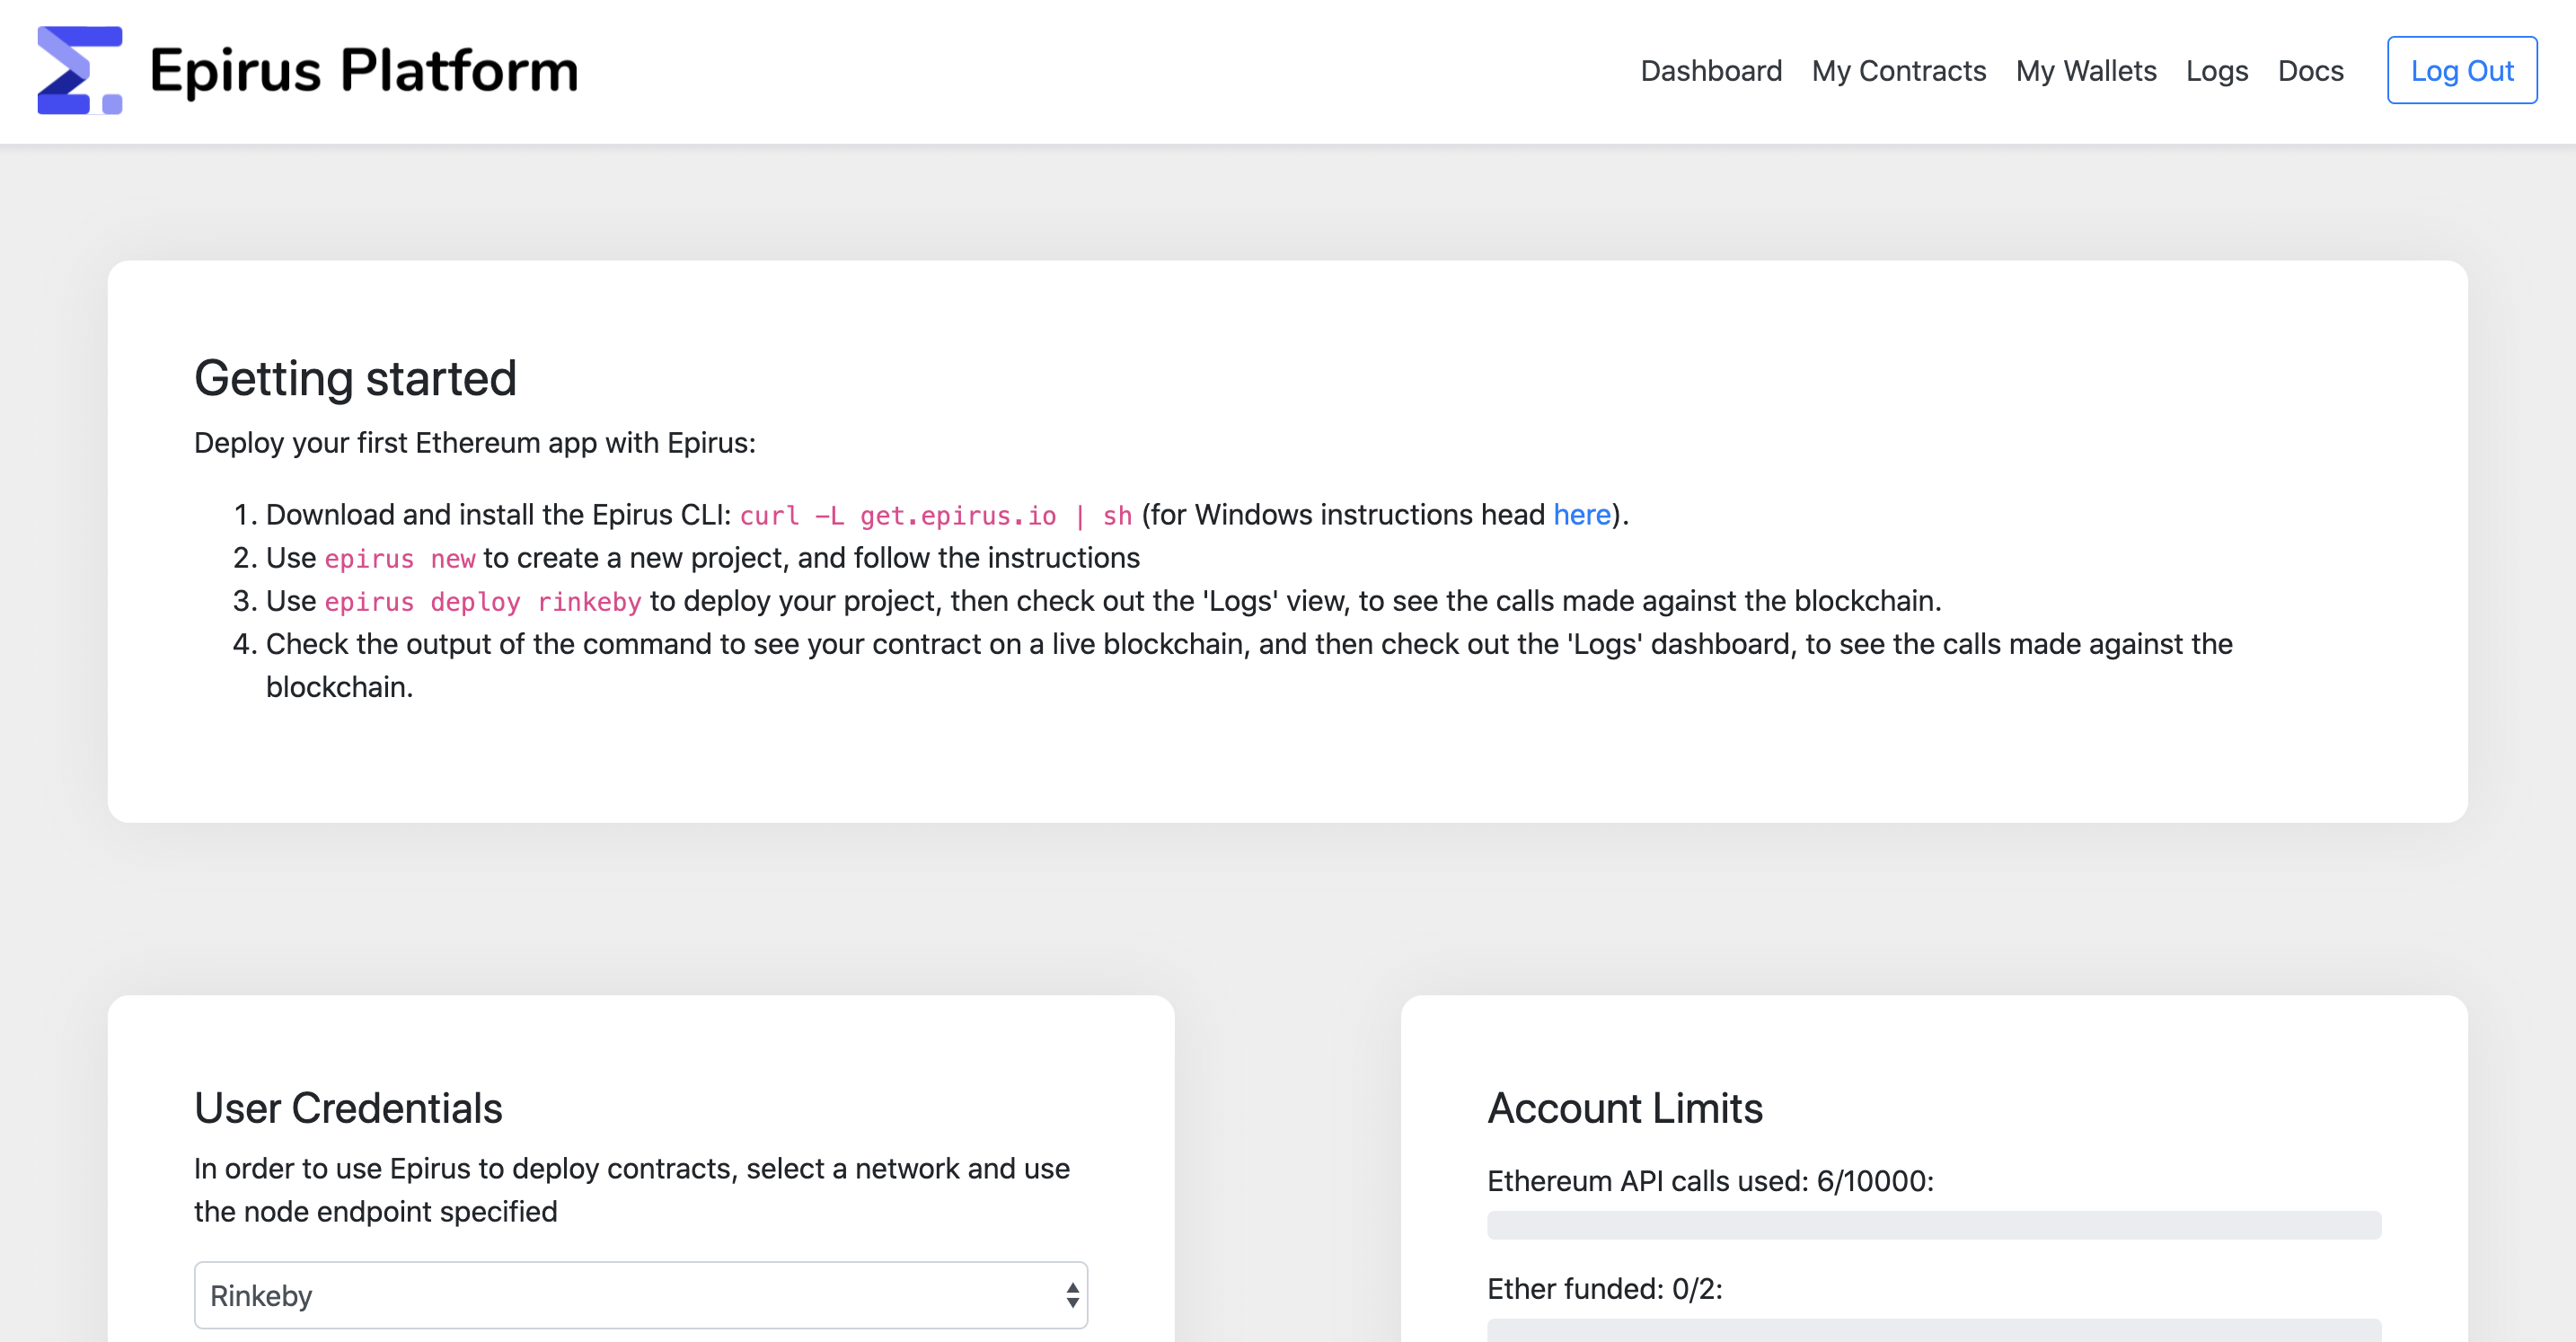 Epirus Platform
Dashboard My Contracts My Wallets Logs Docs Log Out
Getting started
Deploy your first Ethereum app with Epirus:
1. Download and install the Epirus CLI: curl -L get.epirus.io | sh (for Windows instructions head here).
2. Use epirus new to create a new project, and follow the instructions
3. Use epirus deploy rinkeby to deploy your project, then check out the 'Logs' view, to see the calls made against the blockchain.
4. Check the output of the command to see your contract on a live blockchain, and then check out the 'Logs' dashboard, to see the calls made against the
blockchain.
User Credentials
In order to use Epirus to deploy contracts, select a network and use
the node endpoint specified
Rinkeby
Account Limits
Ethereum API calls used: 6/10000:
Ether funded: 0/2: